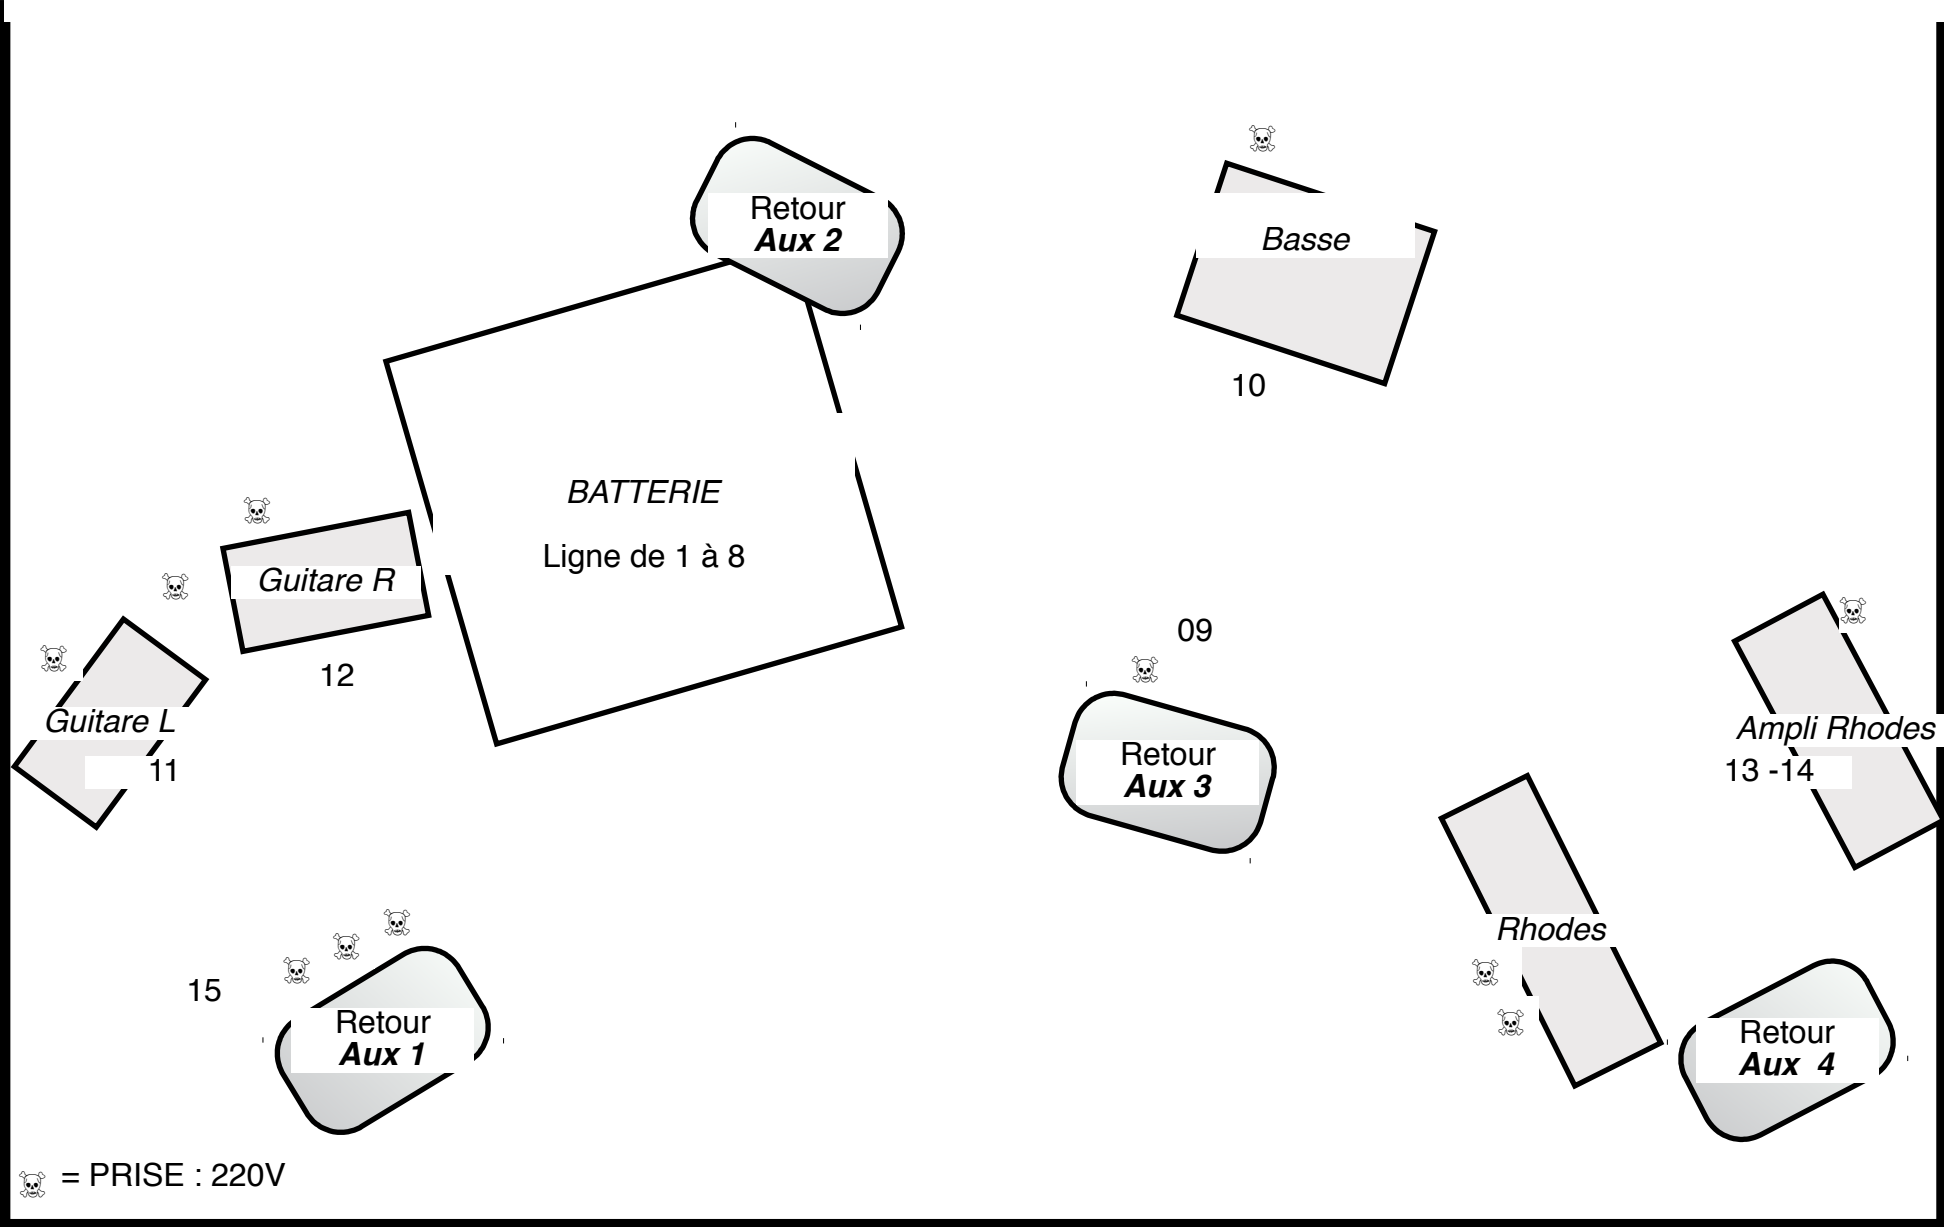 Retour
Aux 2
Basse
10
BATTERIE
Ligne de 1 à 8
Guitare R
12
Guitare L
11
09
Retour
Aux 3
Ampli Rhodes
13 -14
Rhodes
15
Retour
Aux 1
Retour
Aux  4
☠ = PRISE : 220V